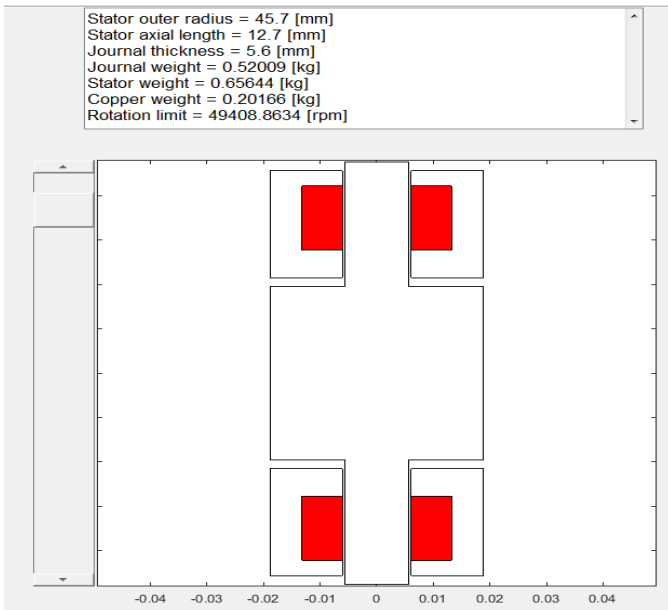 Stator outer radius = 45.7 [mm]
Stator axial length = 12.7 [mm]
Journal thickness = 5.6 [mm]
Journal weight = 0.52009 [kg]
Stator weight = 0.65644 [kg]
Copper weight = 0.20166 [kg]
Rotation limit = 49408.8634 [rpm]
-0.04 -0.03 -0.02 -0.01 0 0.01 0.02 0.03 0.04